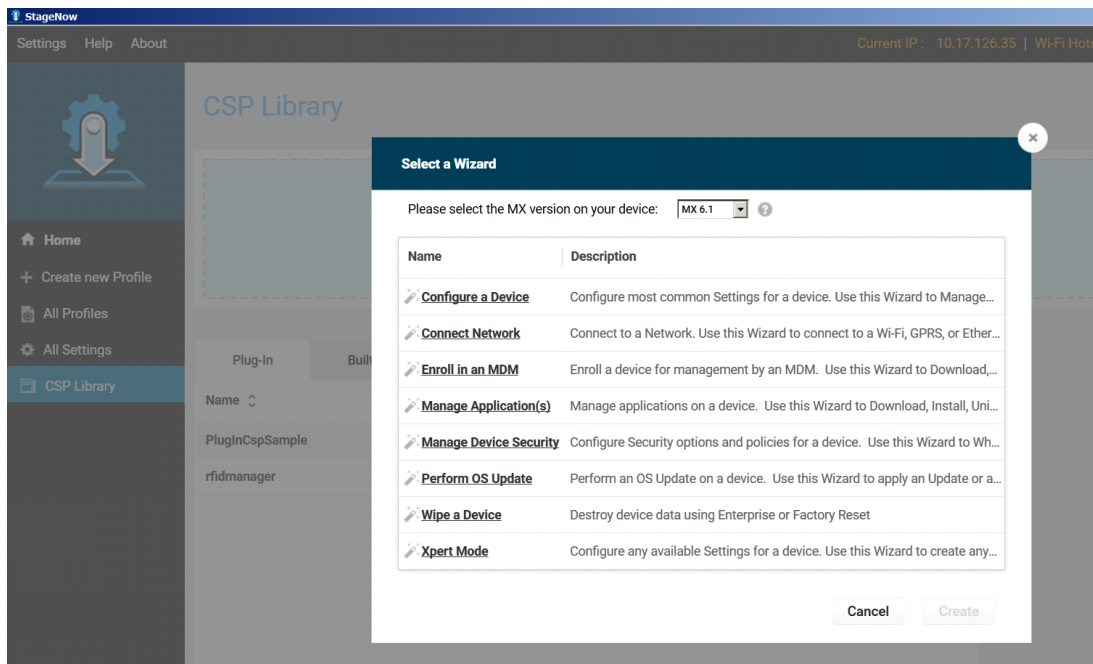 StageNow
Settings Help About
Current IP : 10.17.126.35 | Wi-Fi Hot
CSP Library
Select a Wizard
Please select the MX version on your device: MX 6.1 ?
Name Description
Configure a Device Configure most common Settings for a device. Use this Wizard to Manage...
Connect Network Connect to a Network. Use this Wizard to connect to a Wi-Fi, GPRS, or Ether...
Enroll in an MDM Enroll a device for management by an MDM. Use this Wizard to Download,...
Manage Application(s) Manage applications on a device. Use this Wizard to Download, Install, Uni...
Manage Device Security Configure Security options and policies for a device. Use this Wizard to Wh...
Perform OS Update Perform an OS Update on a device. Use this Wizard to apply an Update or a...
Wipe a Device Destroy device data using Enterprise or Factory Reset
Xpert Mode Configure any available Settings for a device. Use this Wizard to create any...
Cancel Create
Home
Create new Profile
All Profiles
All Settings
CSP Library
Plug-In Built
Name
PlugInCspSample
rfidmanager